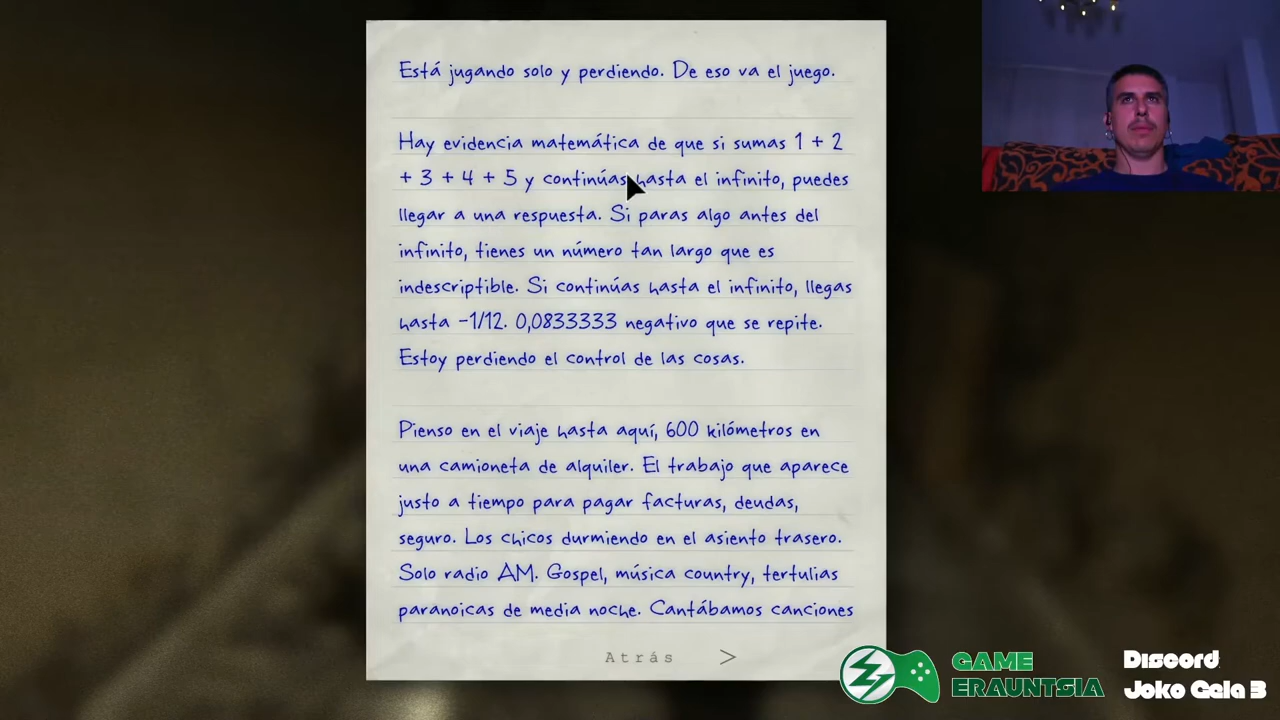 Está jugando solo y perdiendo. De eso va el juego.
Hay evidencia matemática de que si sumas 1 + 2
+ 3 + 4 + 5 y continúas hasta el infinito, puedes
llegar a una respuesta. Si paras algo antes del
infinito, tienes un número tan largo que es
indescriptible. Si continúas hasta el infinito, llegas
hasta -1/12. 0,0833333 negativo que se repite.
Estoy perdiendo el control de las cosas.
Pienso en el viaje hasta aquí, 600 kilómetros en
una camioneta de alquiler. El trabajo que aparece
justo a tiempo para pagar facturas, deudas,
seguro. Los chicos durmiendo en el asiento trasero.
Solo radio AM. Gospel, música country, tertulias
paranoicas de media noche. Cantábamos canciones
Atrás >
GAME
ERAUNTSIA
Discord
Joko Gela 3